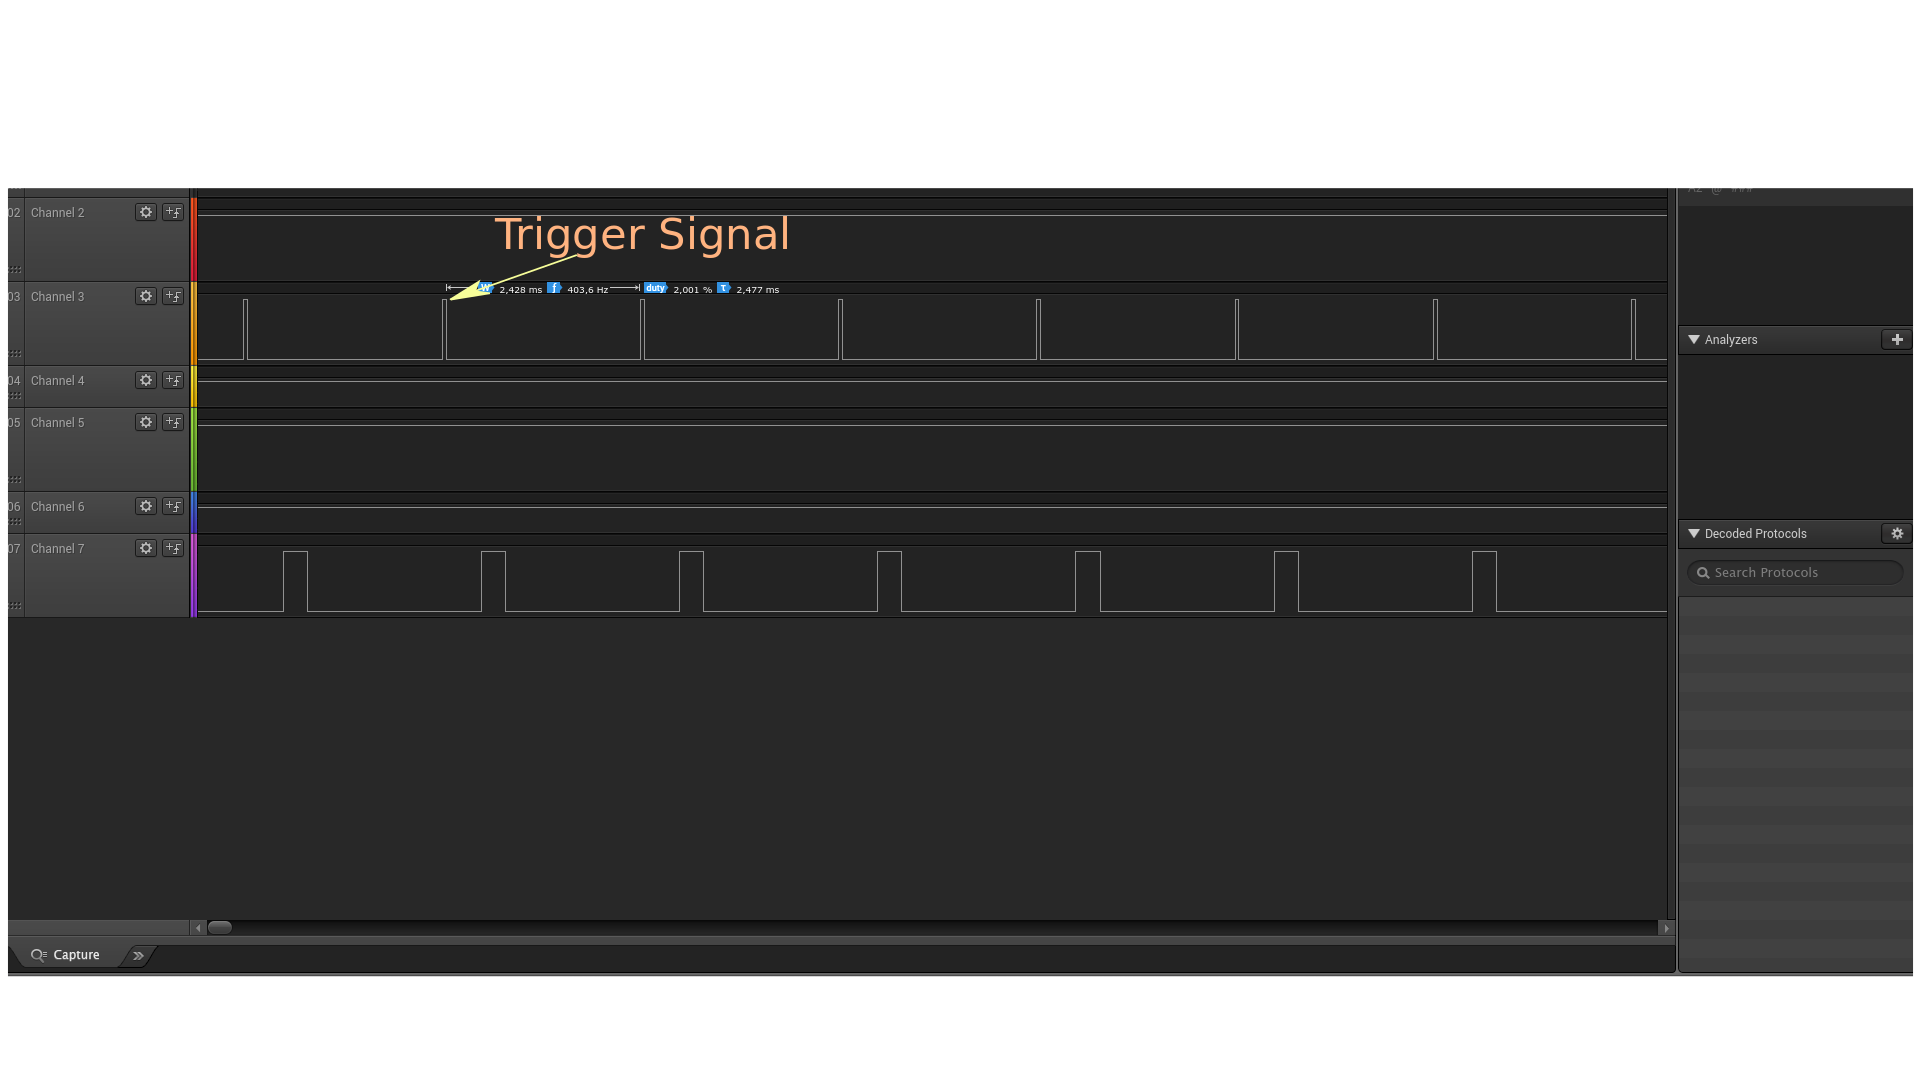 02 Channel 2
Trigger Signal
03 Channel 3
W 2,428 ms f 403,6 Hz duty 2,001 % τ 2,477 ms
04 Channel 4
05 Channel 5
06 Channel 6
07 Channel 7
Capture
Analyzers
Decoded Protocols
Search Protocols